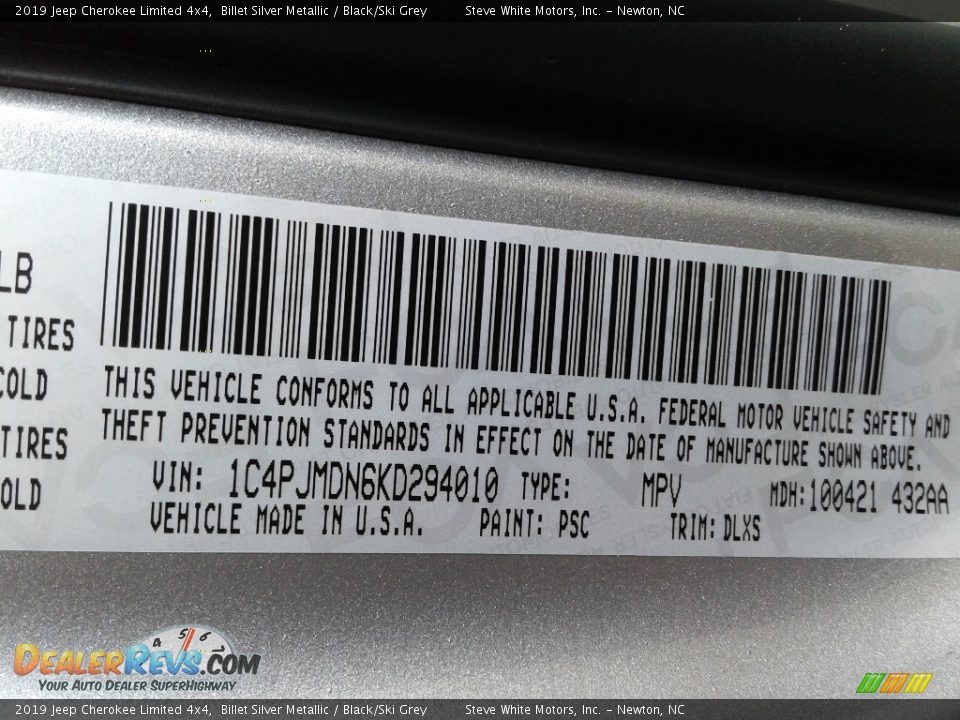 2019 Jeep Cherokee Limited 4x4, Billet Silver Metallic / Black/Ski Grey Steve White Motors, Inc. - Newton, NC
LB
TIRES
COLD
TIRES
OLD
THIS VEHICLE CONFORMS TO ALL APPLICABLE U.S.A. FEDERAL MOTOR VEHICLE SAFETY AND
THEFT PREVENTION STANDARDS IN EFFECT ON THE DATE OF MANUFACTURE SHOWN ABOVE.
VIN: 1C4PJMDN6KD294010 TYPE: MPV MDH:100421 432AA
VEHICLE MADE IN U.S.A. PAINT: PSC TRIM: DLXS
4 5 6
DEALERREVS.COM
YOUR AUTO DEALER SUPERHIGHWAY
2019 Jeep Cherokee Limited 4x4, Billet Silver Metallic / Black/Ski Grey Steve White Motors, Inc. - Newton, NC